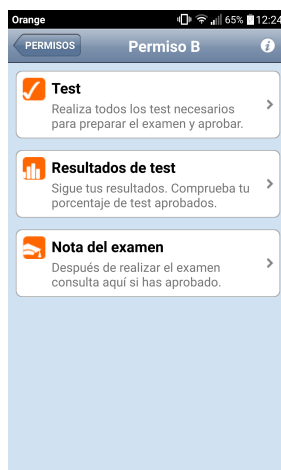 Orange 65% 12:24
PERMISOS Permiso B
Test
Realiza todos los test necesarios
para preparar el examen y aprobar.
Resultados de test
Sigue tus resultados. Comprueba tu
porcentaje de test aprobados.
Nota del examen
Después de realizar el examen
consulta aquí si has aprobado.